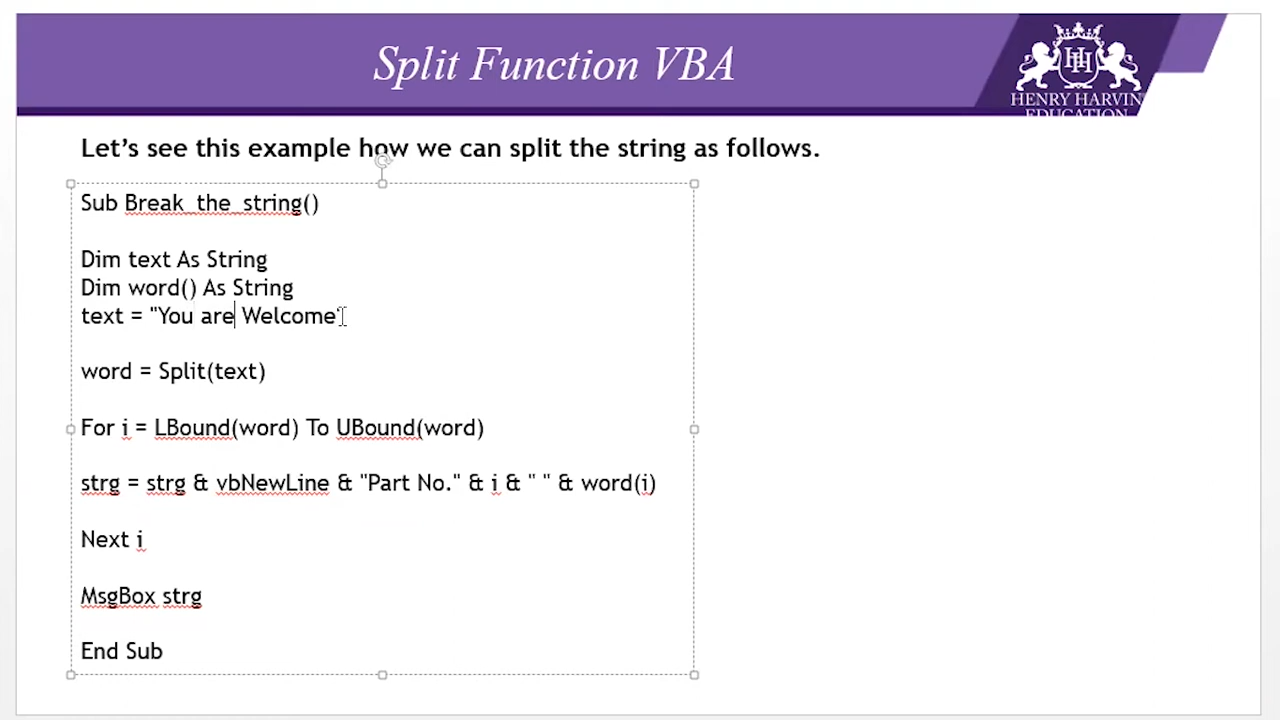 Split Function VBA
HENRY HARVIN
EDUCATION
Let's see this example how we can split the string as follows.
Sub Break_the_string()
Dim text As String
Dim word() As String
text = "You are Welcome"
word = Split(text)
For i = LBound(word) To UBound(word)
strg = strg & vbNewLine & "Part No." & i & " " & word(i)
Next i
MsgBox strg
End Sub